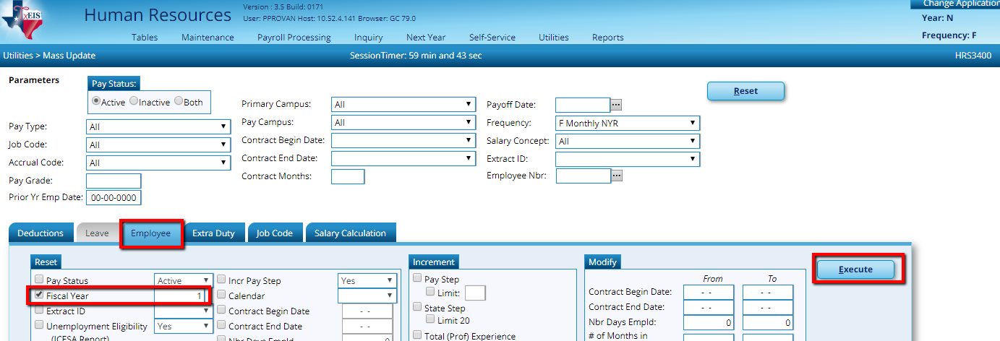 TxEIS
Human Resources
Version : 3.5 Build: 0171
User: PPROVAN Host: 10.52.4.141 Browser: GC 79.0
Change Application
Year: N
Frequency: F
Tables Maintenance Payroll Processing Inquiry Next Year Self-Service Utilities Reports
Utilities > Mass Update SessionTimer: 59 min and 43 sec HRS3400
Parameters
Pay Status:
Active Inactive Both
Pay Type: All
Job Code: All
Accrual Code: All
Pay Grade:
Prior Yr Emp Date: 00-00-0000
Primary Campus: All
Pay Campus: All
Contract Begin Date:
Contract End Date:
Contract Months:
Payoff Date: ...
Frequency: F Monthly NYR
Salary Concept: All
Extract ID:
Employee Nbr: ...
Reset
Deductions Leave Employee Extra Duty Job Code Salary Calculation
Reset
Pay Status Active
Fiscal Year 1
Extract ID
Unemployment Eligibility Yes
(ICESA Report)
Incr Pay Step Yes
Calendar
Contract Begin Date - -
Contract End Date - -
Nbr Days Empld 0
Increment
Pay Step
Limit:
State Step
Limit 20
Total (Prof) Experience
Modify
From To
Contract Begin Date: - - - -
Contract End Date: - - - -
Nbr Days Empld: 0 0
# of Months in
Execute